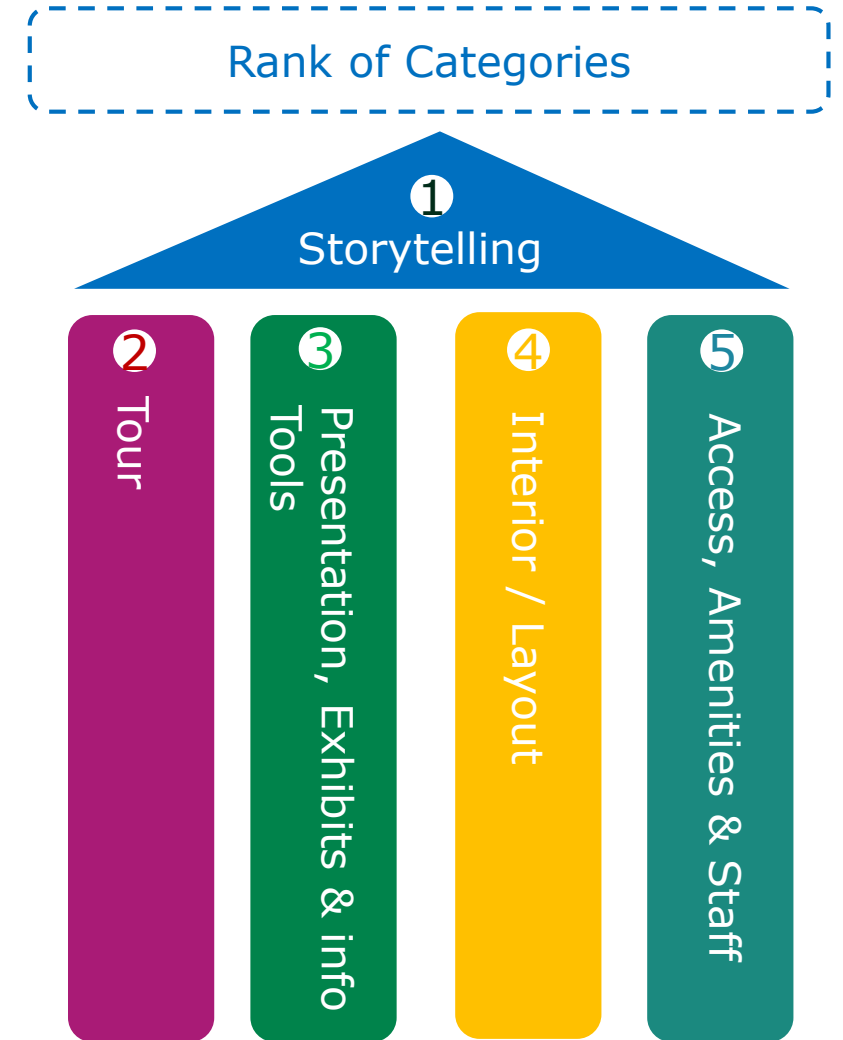 Rank of Categories
1
Storytelling
2
Tour
3
Presentation, Exhibits & info
Tools
4
Interior / Layout
5
Access, Amenities & Staff